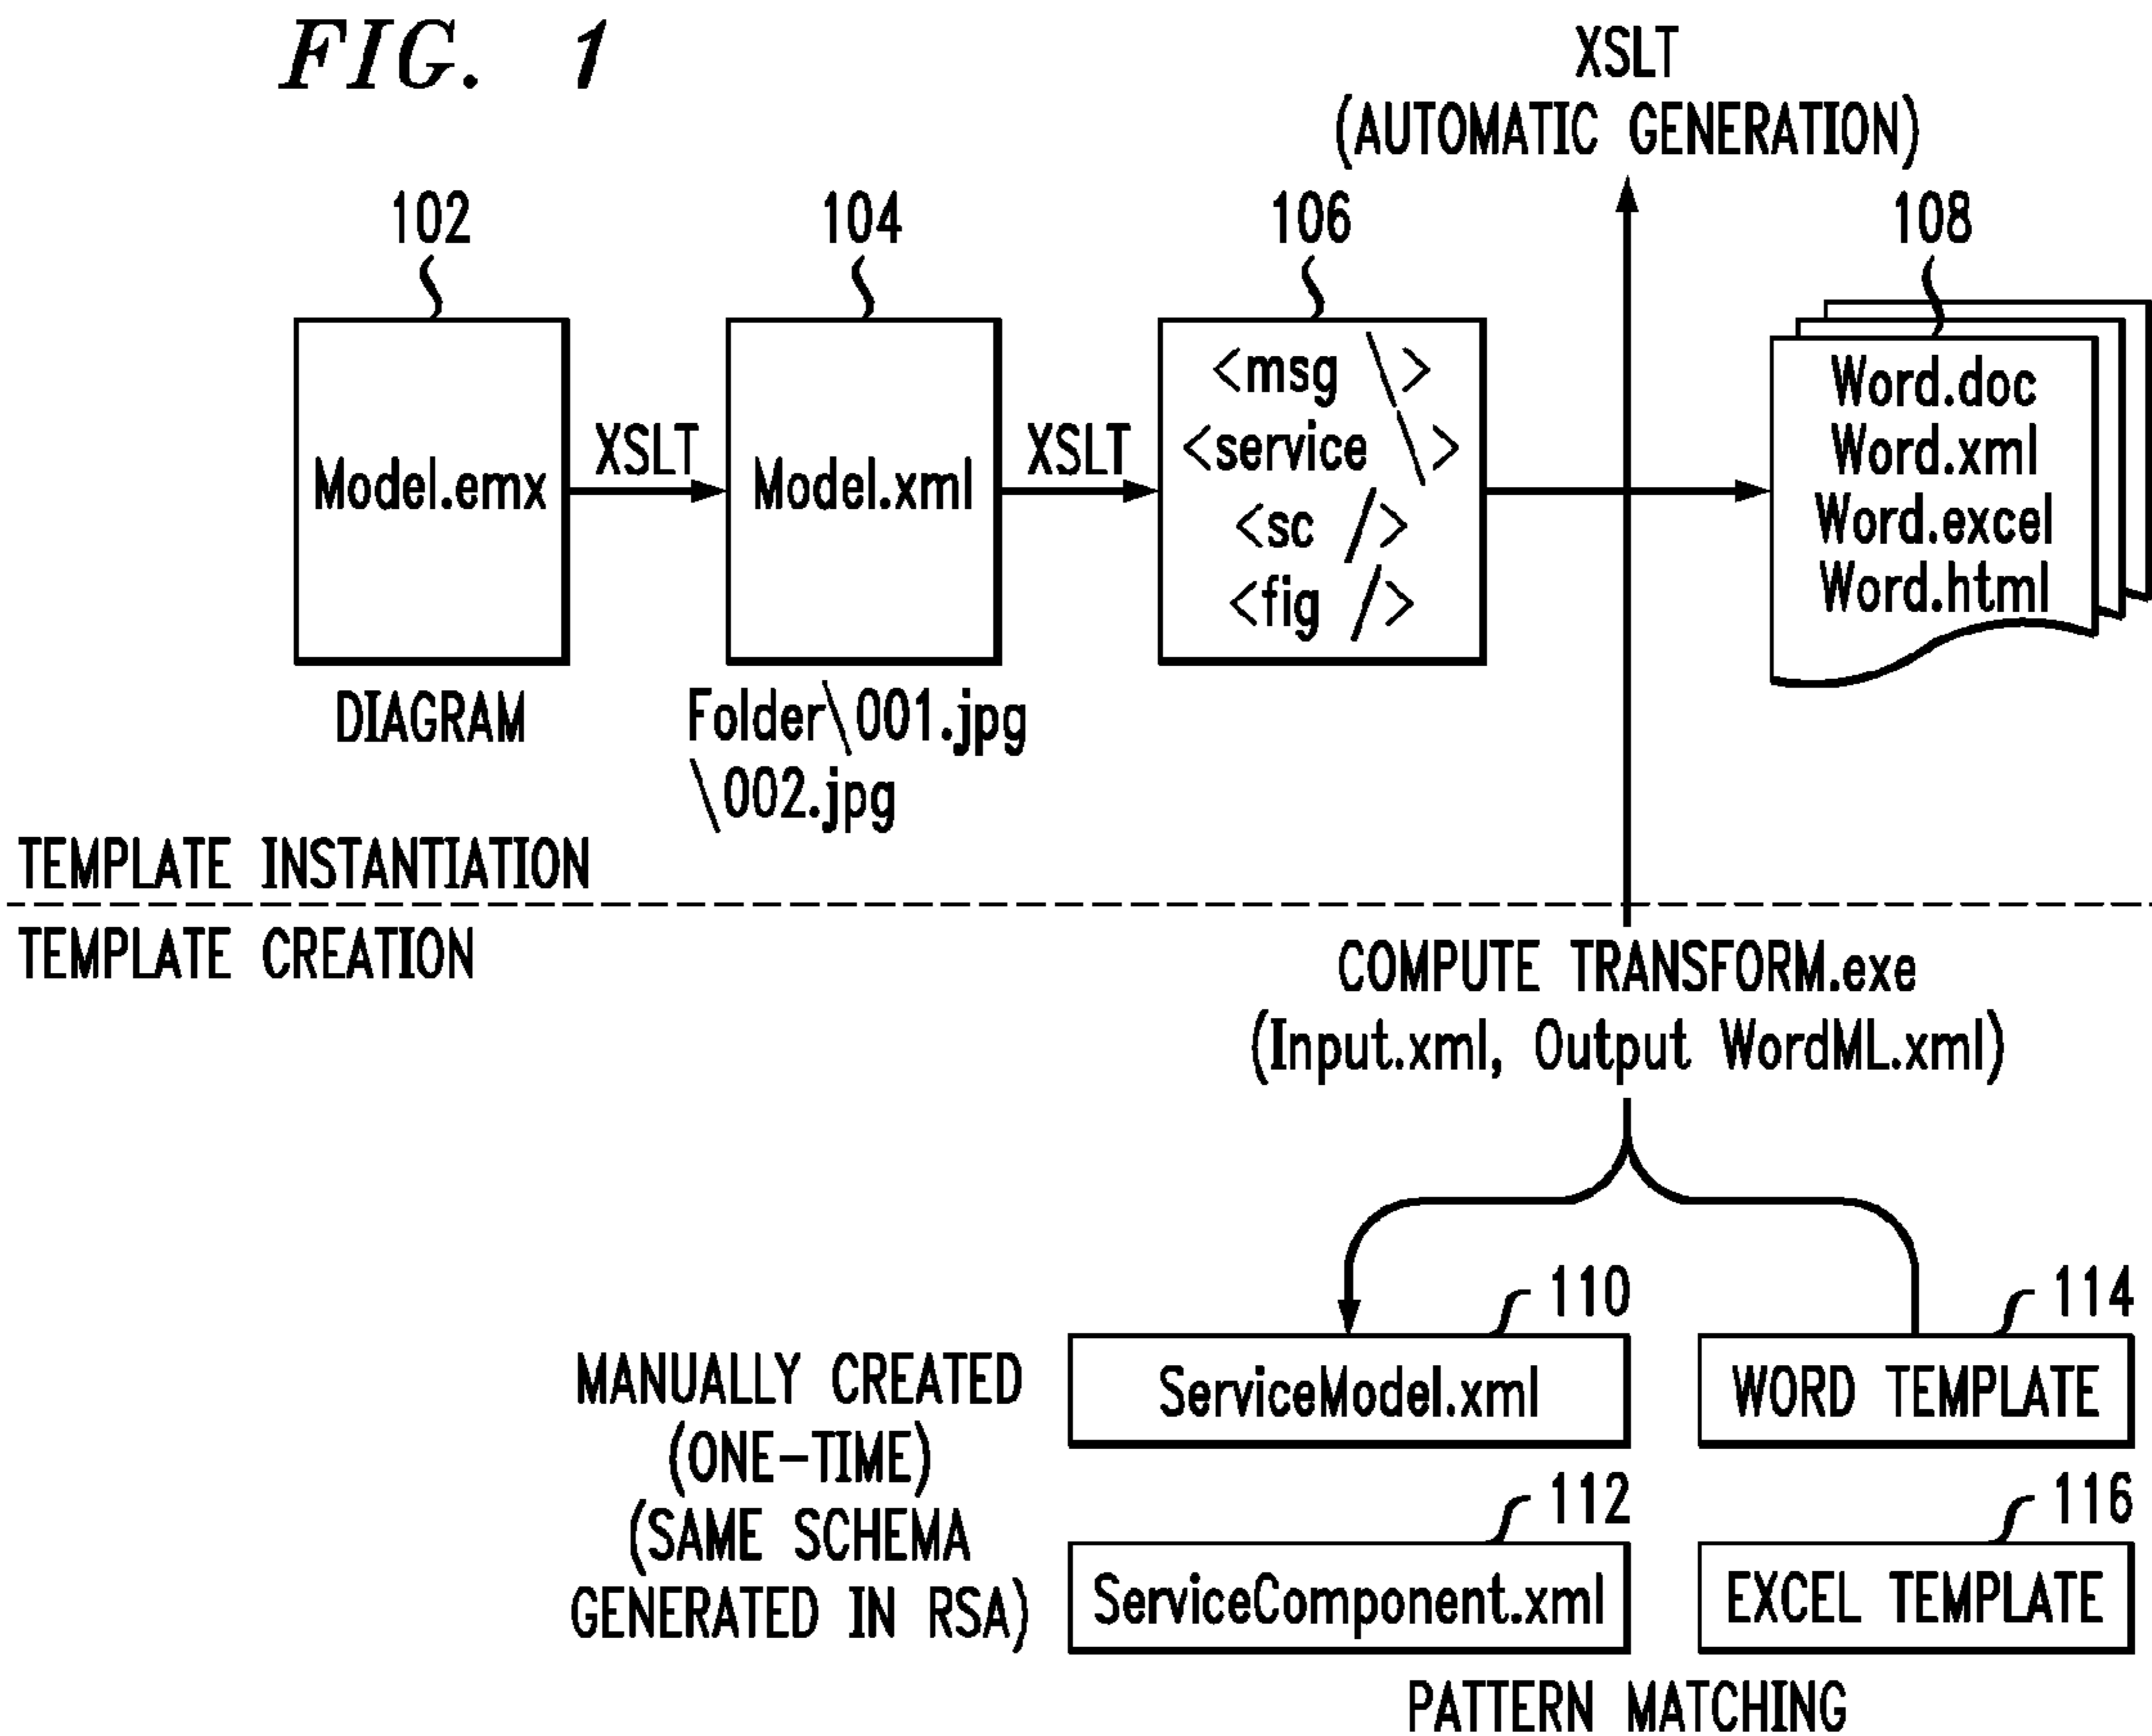 FIG. 1
XSLT
(AUTOMATIC GENERATION)
102
104
106
108
Model.emx
XSLT
Model.xml
XSLT
<msg \>
<service \>
<sc />
<fig />
Word.doc
Word.xml
Word.excel
Word.html
DIAGRAM
Folder\001.jpg
\002.jpg
TEMPLATE INSTANTIATION
TEMPLATE CREATION
COMPUTE TRANSFORM.exe
(Input.xml, Output WordML.xml)
MANUALLY CREATED
(ONE-TIME)
(SAME SCHEMA
GENERATED IN RSA)
110
ServiceModel.xml
114
WORD TEMPLATE
112
ServiceComponent.xml
116
EXCEL TEMPLATE
PATTERN MATCHING